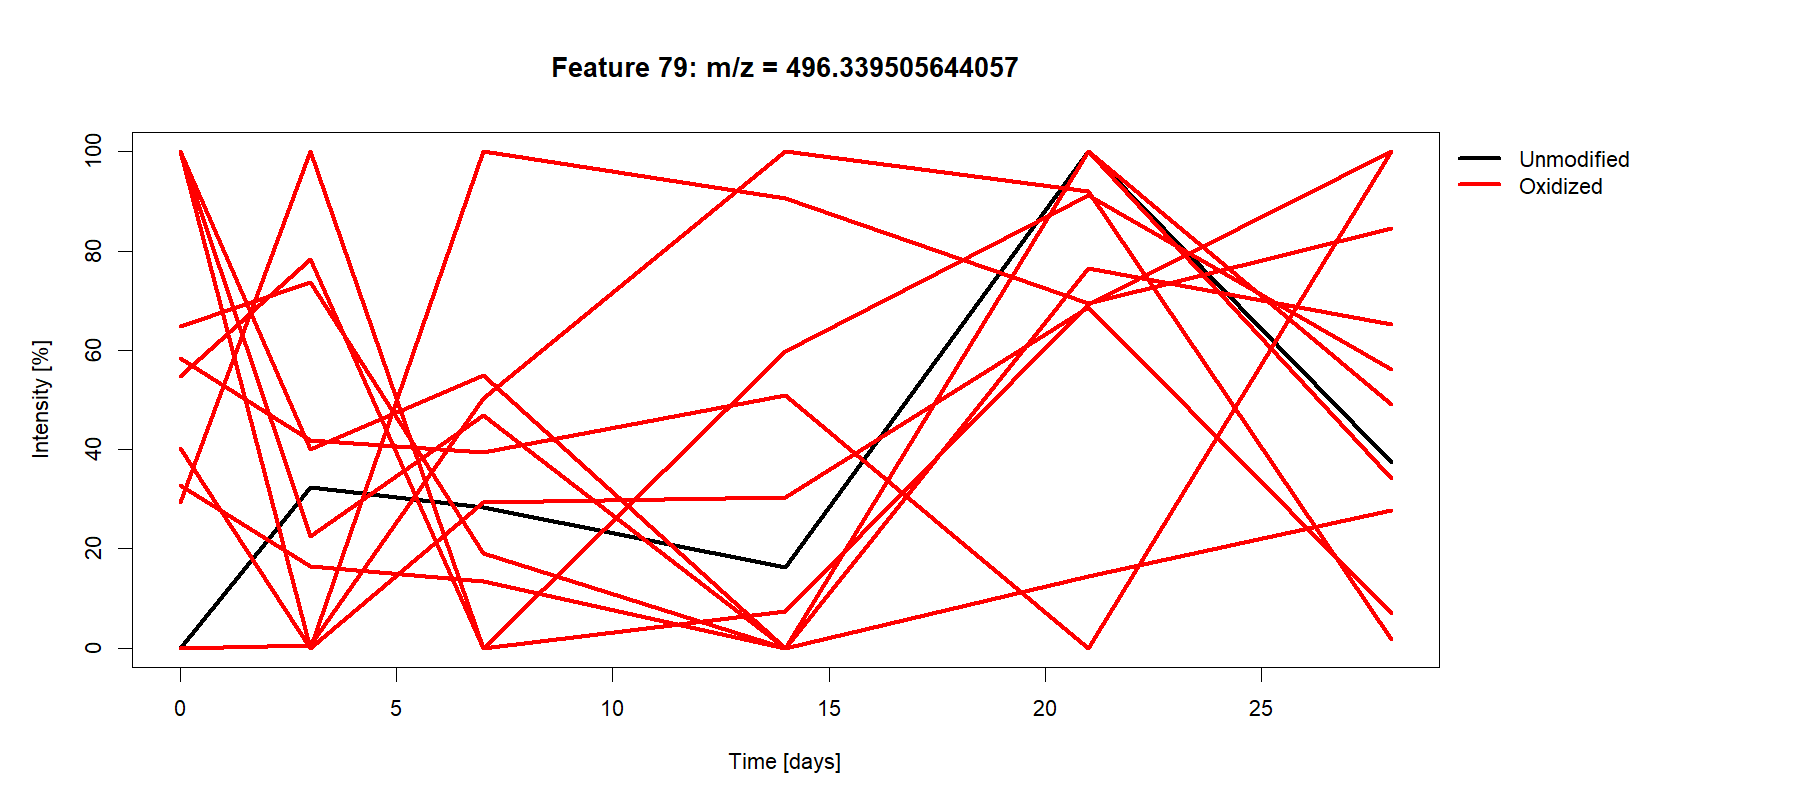 Feature 79: m/z = 496.339505644057
Unmodified
Oxidized
100
80
60
40
20
0
Intensity [%]
0 5 10 15 20 25
Time [days]